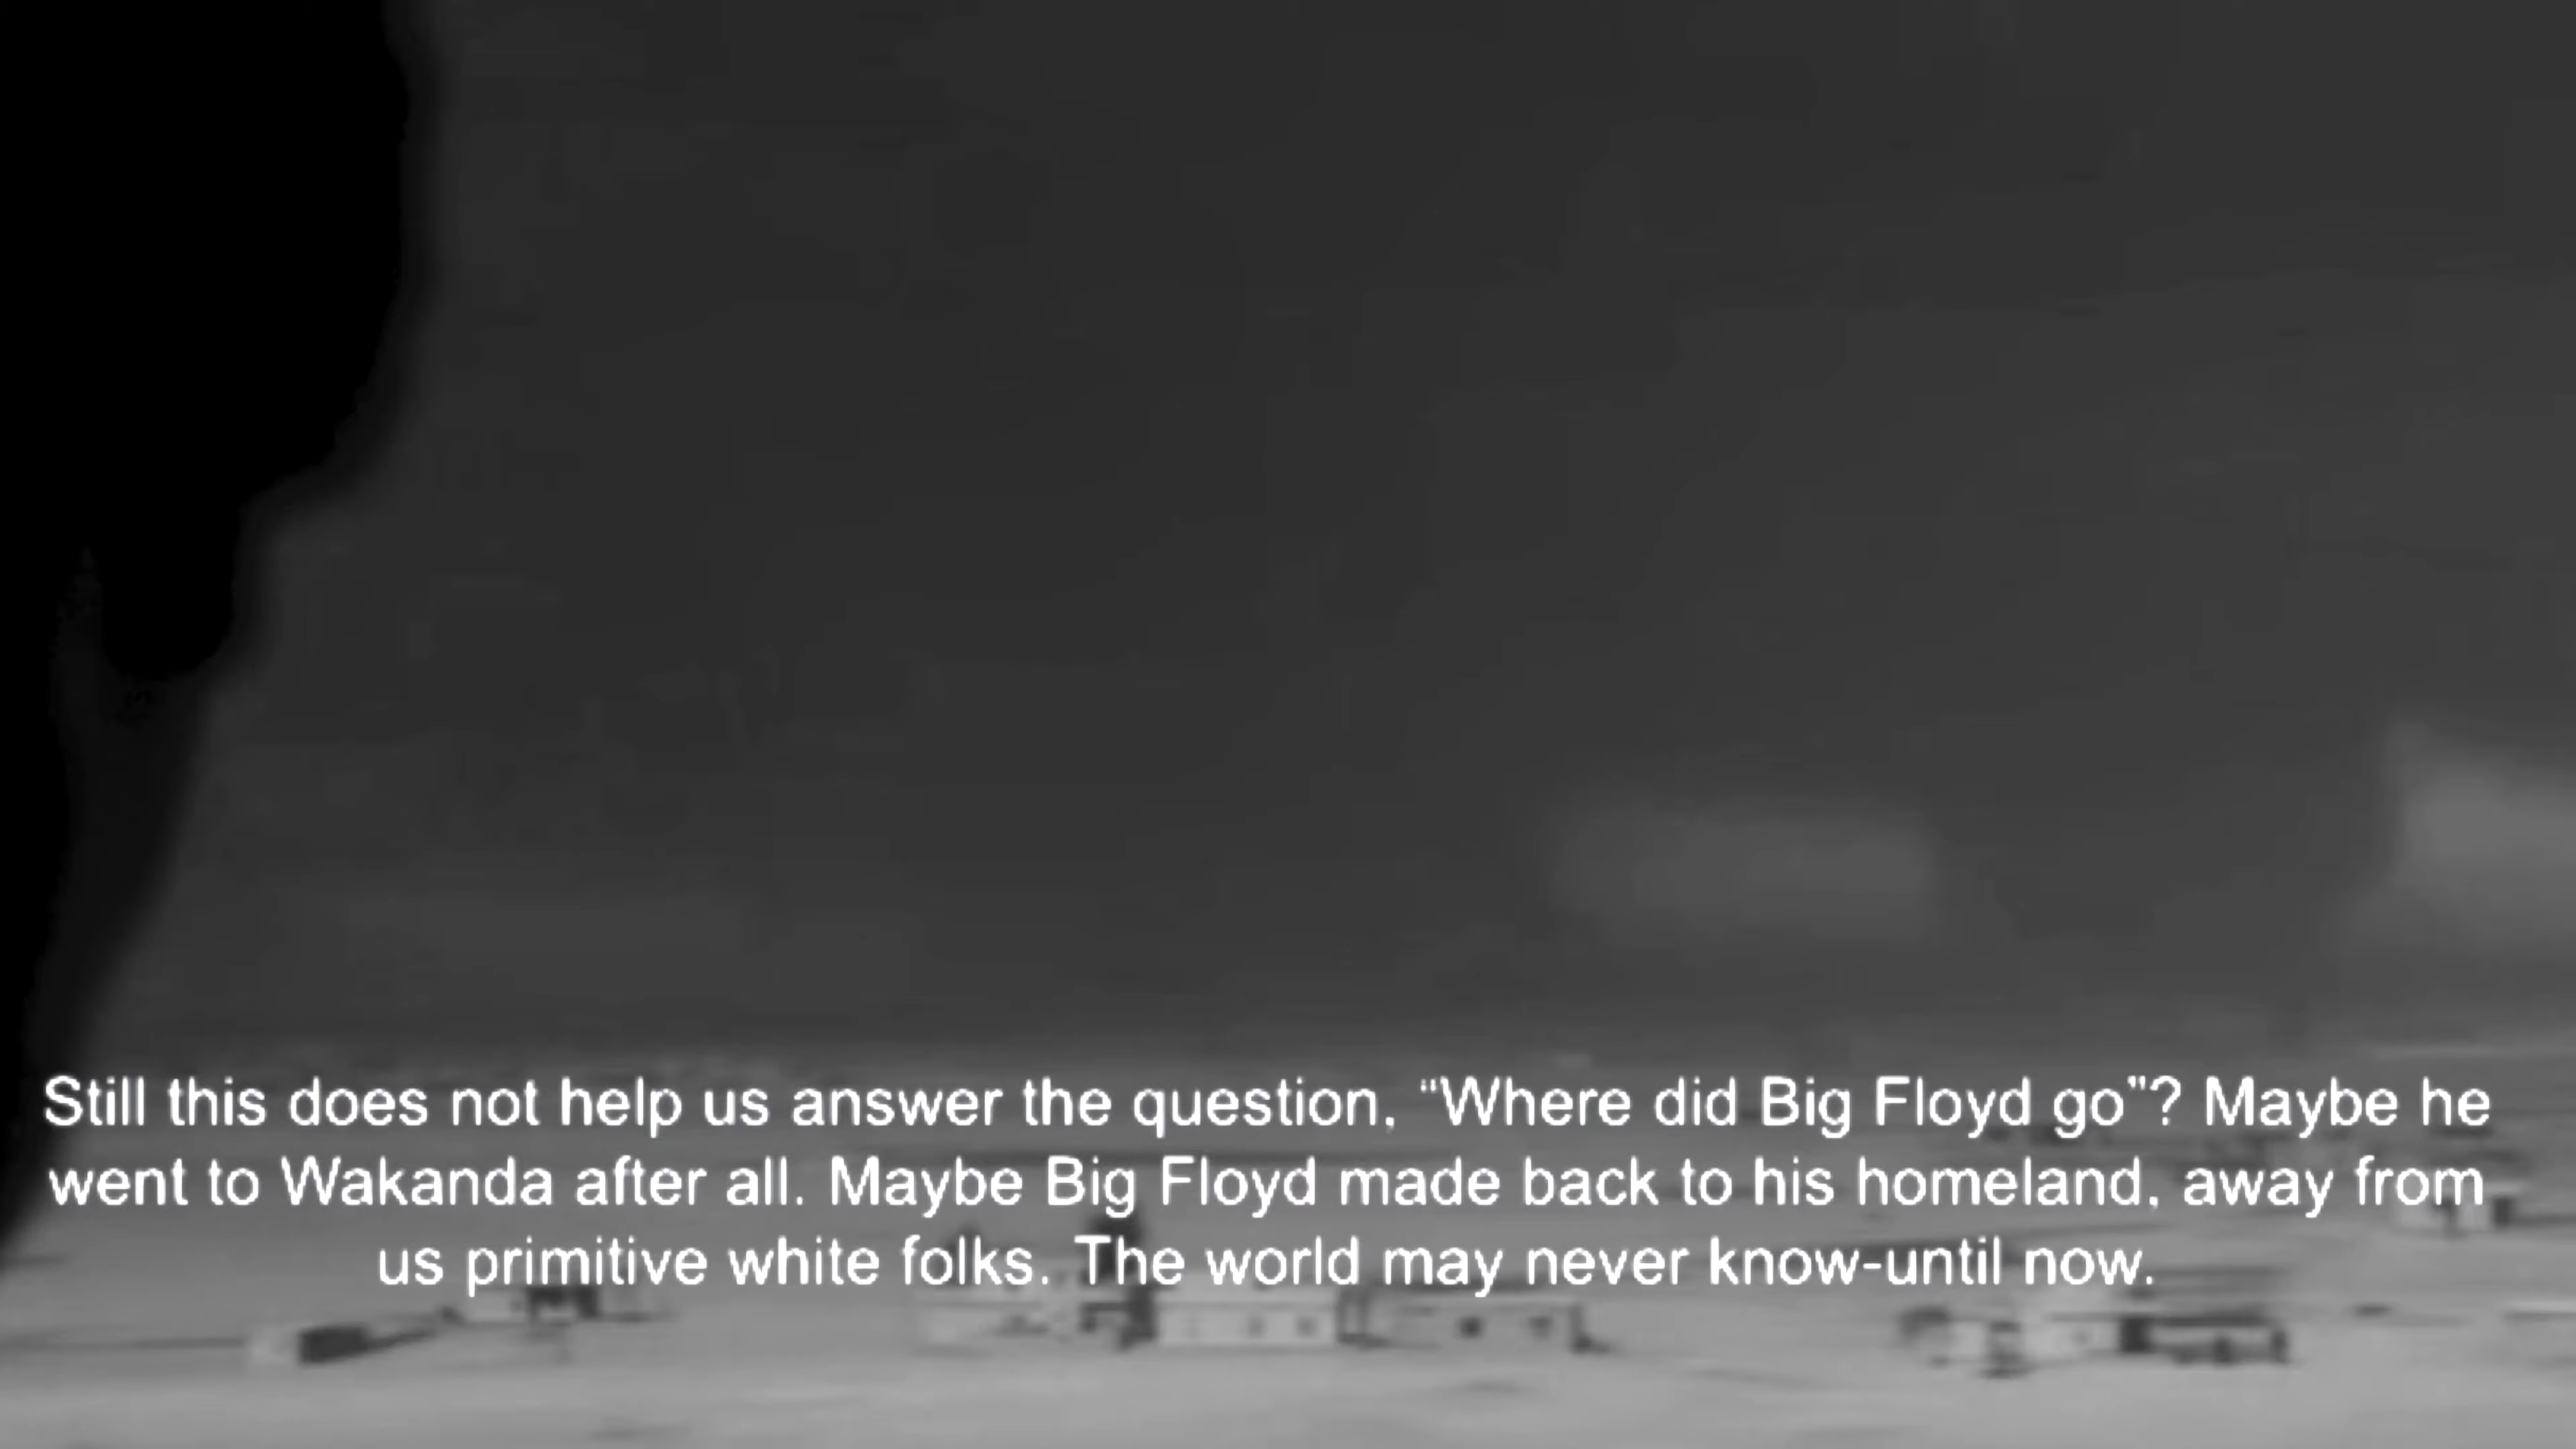 Still this does not help us answer the question, “Where did Big Floyd go”? Maybe he
went to Wakanda after all. Maybe Big Floyd made back to his homeland, away from
us primitive white folks. The world may never know-until now.